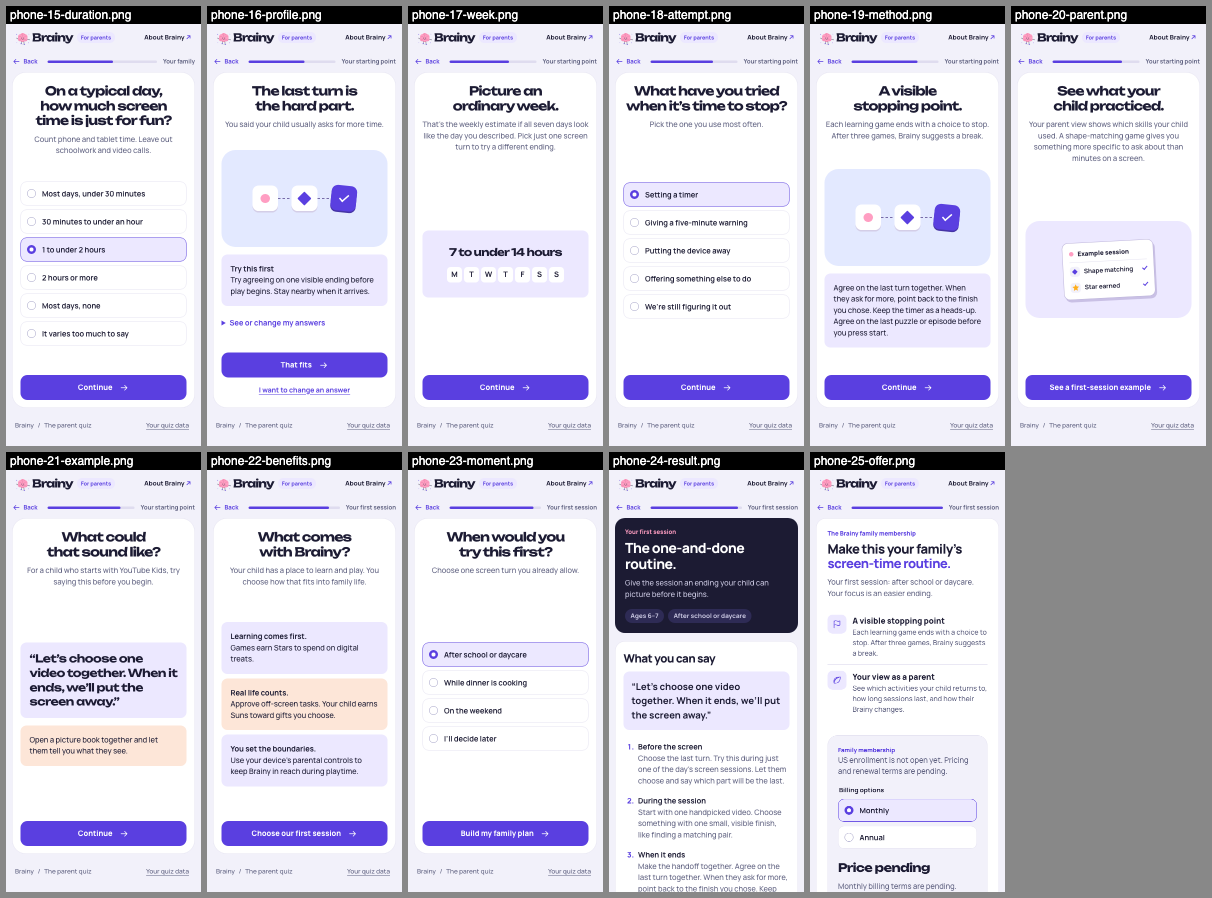 phone-15-duration.png
Brainy
For parents
About Brainy ↗
← Back
Your family
On a typical day,
how much screen
time is just for fun?
Count phone and tablet time. Leave out
schoolwork and video calls.
Most days, under 30 minutes
30 minutes to under an hour
1 to under 2 hours
2 hours or more
Most days, none
It varies too much to say
Continue →
Brainy / The parent quiz
Your quiz data
phone-16-profile.png
Brainy
For parents
About Brainy ↗
← Back
Your starting point
The last turn is
the hard part.
You said your child usually asks for more time.
Try this first
Try agreeing on one visible ending before
play begins. Stay nearby when it arrives.
▶ See or change my answers
That fits →
I want to change an answer
Brainy / The parent quiz
Your quiz data
phone-17-week.png
Brainy
For parents
About Brainy ↗
← Back
Your starting point
Picture an
ordinary week.
That's the weekly estimate if all seven days look
like the day you described. Pick just one screen
turn to try a different ending.
7 to under 14 hours
M T W T F S S
Continue →
Brainy / The parent quiz
Your quiz data
phone-18-attempt.png
Brainy
For parents
About Brainy ↗
← Back
Your starting point
What have you tried
when it's time to stop?
Pick the one you use most often.
Setting a timer
Giving a five-minute warning
Putting the device away
Offering something else to do
We're still figuring it out
Continue →
Brainy / The parent quiz
Your quiz data
phone-19-method.png
Brainy
For parents
About Brainy ↗
← Back
Your starting point
A visible
stopping point.
Each learning game ends with a choice to stop.
After three games, Brainy suggests a break.
Agree on the last turn together. When
they ask for more, point back to the finish
you chose. Keep the timer as a heads-up.
Agree on the last puzzle or episode before
you press start.
Continue →
Brainy / The parent quiz
Your quiz data
phone-20-parent.png
Brainy
For parents
About Brainy ↗
← Back
Your starting point
See what your
child practiced.
Your parent view shows which skills your child
used. A shape-matching game gives you
something more specific to ask about than
minutes on a screen.
Example session
Shape matching
Star earned
See a first-session example →
Brainy / The parent quiz
Your quiz data
phone-21-example.png
Brainy
For parents
About Brainy ↗
← Back
Your starting point
What could
that sound like?
For a child who starts with YouTube Kids, try
saying this before you begin.
“Let's choose one
video together. When it
ends, we'll put the
screen away.”
Open a picture book together and let
them tell you what they see.
Continue →
Brainy / The parent quiz
Your quiz data
phone-22-benefits.png
Brainy
For parents
About Brainy ↗
← Back
Your first session
What comes
with Brainy?
Your child has a place to learn and play. You
choose how that fits into family life.
Learning comes first.
Games earn Stars to spend on digital
treats.
Real life counts.
Approve off-screen tasks. Your child earns
Suns toward gifts you choose.
You set the boundaries.
Use your device's parental controls to
keep Brainy in reach during playtime.
Choose our first session →
Brainy / The parent quiz
Your quiz data
phone-23-moment.png
Brainy
For parents
About Brainy ↗
← Back
Your first session
When would you
try this first?
Choose one screen turn you already allow.
After school or daycare
While dinner is cooking
On the weekend
I'll decide later
Build my family plan →
Brainy / The parent quiz
Your quiz data
phone-24-result.png
Brainy
For parents
About Brainy ↗
← Back
Your first session
Your first session
The one-and-done
routine.
Give the session an ending your child can
picture before it begins.
Ages 6–7
After school or daycare
What you can say
“Let's choose one video
together. When it ends, we'll put
the screen away.”
1. Before the screen
Choose the last turn. Try this during just
one of the day's screen sessions. Let them
choose and say which part will be the last.
2. During the session
Start with one handpicked video. Choose
something with one small, visible finish,
like finding a matching pair.
3. When it ends
Make the handoff together. Agree on the
last turn together. When they ask for more,
point back to the finish you chose. Keep
phone-25-offer.png
Brainy
For parents
About Brainy ↗
← Back
Your first session
The Brainy family membership
Make this your family's
screen-time routine.
Your first session: after school or daycare.
Your focus is an easier ending.
A visible stopping point
Each learning game ends with a choice to
stop. After three games, Brainy suggests
a break.
Your view as a parent
See which activities your child returns to,
how long sessions last, and how their
Brainy changes.
Family membership
US enrollment is not open yet. Pricing
and renewal terms are pending.
Billing options
Monthly
Annual
Price pending
Monthly billing terms are pending.